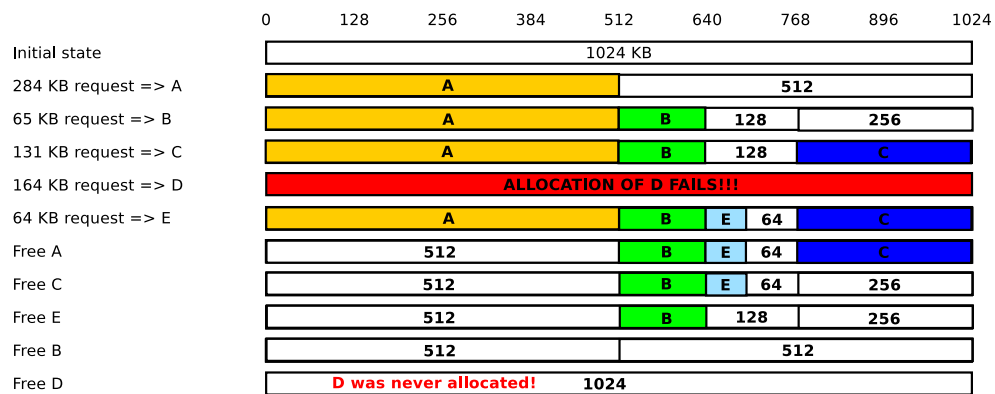 0 128 256 384 512 640 768 896 1024
Initial state 1024 KB
284 KB request => A A 512
65 KB request => B A B 128 256
131 KB request => C A B 128 C
164 KB request => D ALLOCATION OF D FAILS!!!
64 KB request => E A B E 64 C
Free A 512 B E 64 C
Free C 512 B E 64 256
Free E 512 B 128 256
Free B 512 512
Free D D was never allocated! 1024